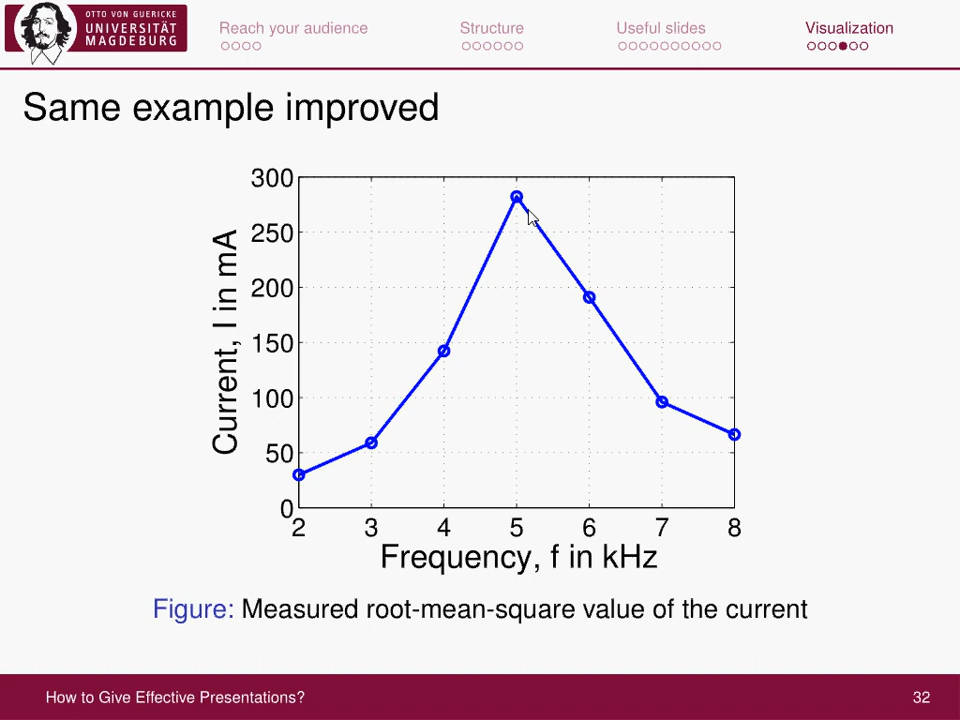 OTTO VON GUERICKE
UNIVERSITÄT
MAGDEBURG
Reach your audience
Structure
Useful slides
Visualization
Same example improved
300
250
200
150
100
50
0
Current, I in mA
2 3 4 5 6 7 8
Frequency, f in kHz
Figure: Measured root-mean-square value of the current
How to Give Effective Presentations?
32